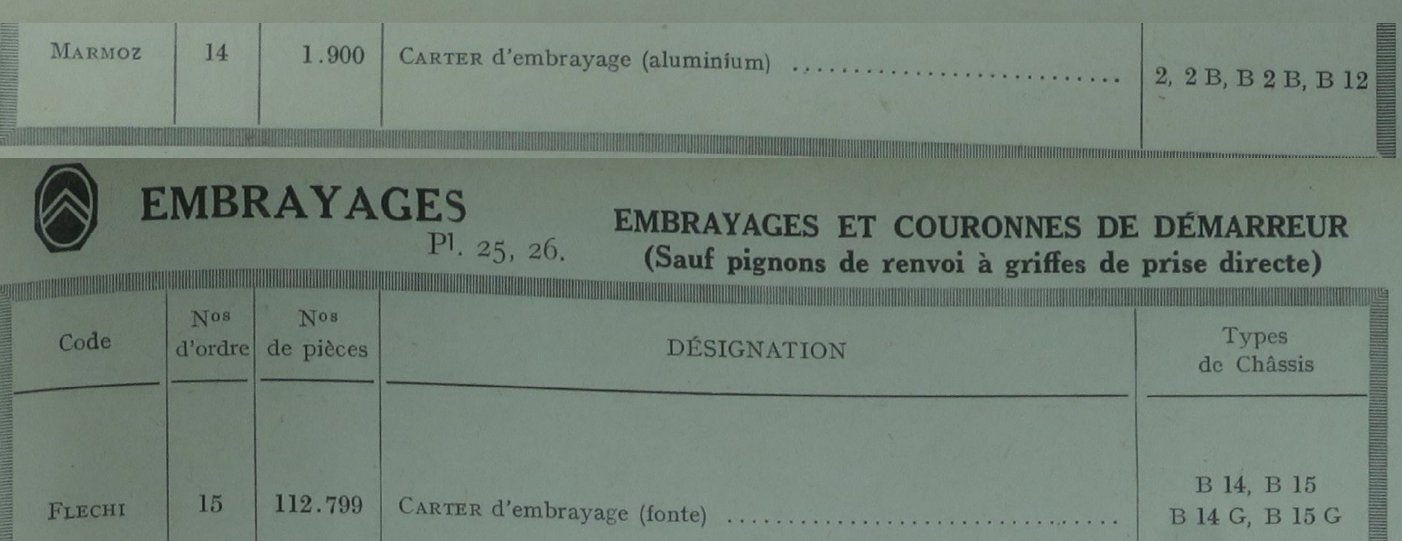 MARMOZ 14 1.900 CARTER d'embrayage (aluminium) ........................... 2, 2 B, B 2 B, B 12
EMBRAYAGES
Pl. 25, 26.
EMBRAYAGES ET COURONNES DE DÉMARREUR
(Sauf pignons de renvoi à griffes de prise directe)
Code
Nos
d'ordre
Nos
de pièces
DÉSIGNATION
Types
de Châssis
FLECHI 15 112.799 CARTER d'embrayage (fonte) ................................
B 14, B 15
B 14 G, B 15 G